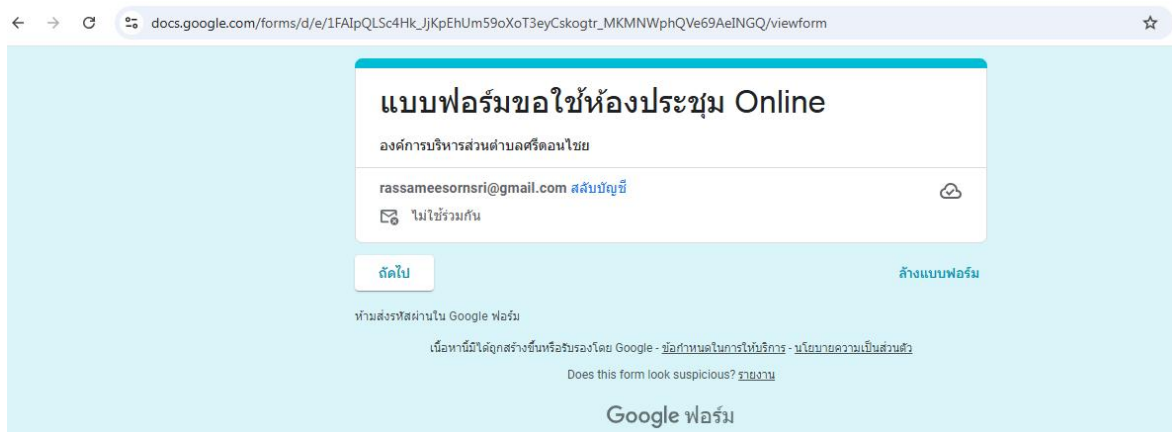 docs.google.com/forms/d/e/1FAIpQLSc4Hk_JjKpEhUm59oXoT3eyCskogtr_MKMNWphQVe69AeINGQ/viewform
แบบฟอร์มขอใช้ห้องประชุม Online
องค์การบริหารส่วนตำบลศรีดอนไชย
rassameesornsri@gmail.com สลับบัญชี
ไม่ใช้ร่วมกัน
ถัดไป
ล้างแบบฟอร์ม
ห้ามส่งรหัสผ่านใน Google ฟอร์ม
เนื้อหานี้มิได้ถูกสร้างขึ้นหรือรับรองโดย Google - ข้อกำหนดในการให้บริการ - นโยบายความเป็นส่วนตัว
Does this form look suspicious? รายงาน
Google ฟอร์ม